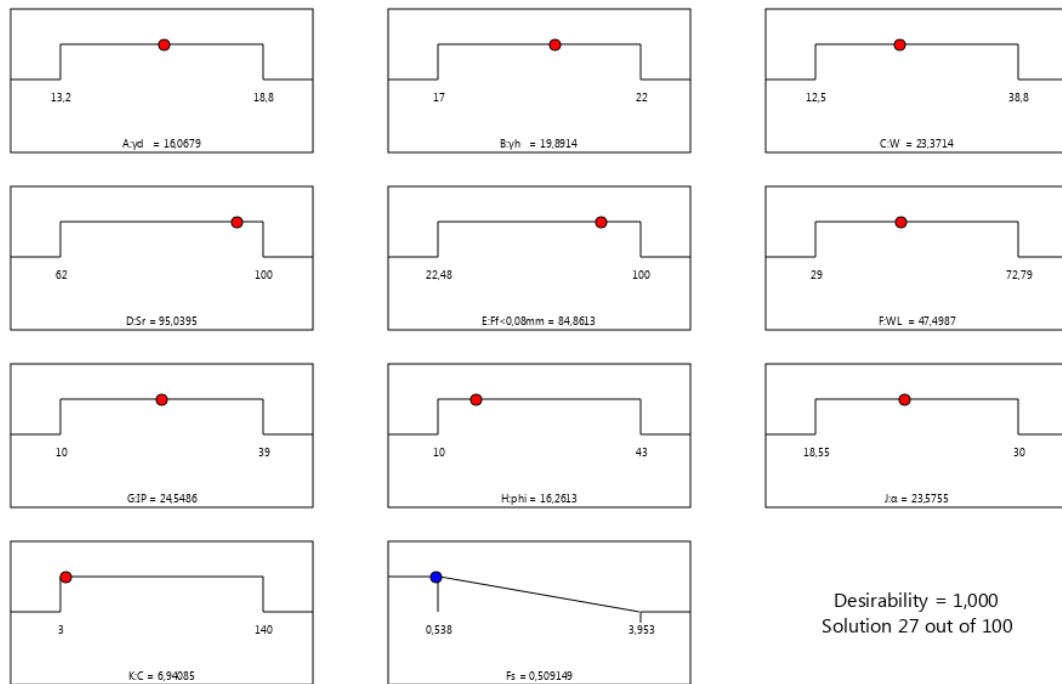 13,2 18,8
A:γd = 16,0679
17 22
B:γh = 19,8914
12,5 38,8
C:W = 23,3714
62 100
D:Sr = 95,0395
22,48 100
E:Ff<0,08mm = 84,8613
29 72,79
F:WL = 47,4987
10 39
G:IP = 24,5486
10 43
H:phi = 16,2613
18,55 30
J:α = 23,5755
3 140
K:C = 6,94085
0,538 3,953
Fs = 0,509149
Desirability = 1,000
Solution 27 out of 100